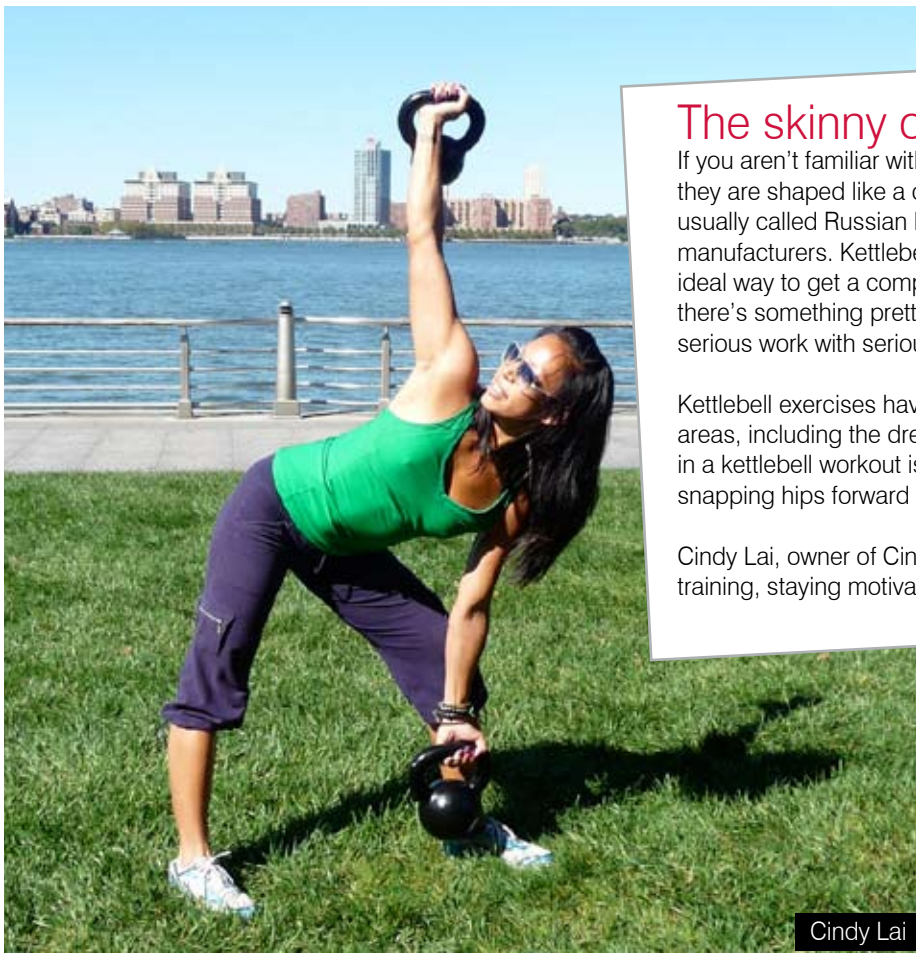 The skinny
If you aren’t familiar
they are shaped like a
usually called Russian
manufacturers.
ideal way to get a
there’s something
serious work with
Kettlebell exercises
areas, including the
in a kettlebell workout
snapping hips forward
Cindy Lai, owner of
training, staying
Cindy Lai